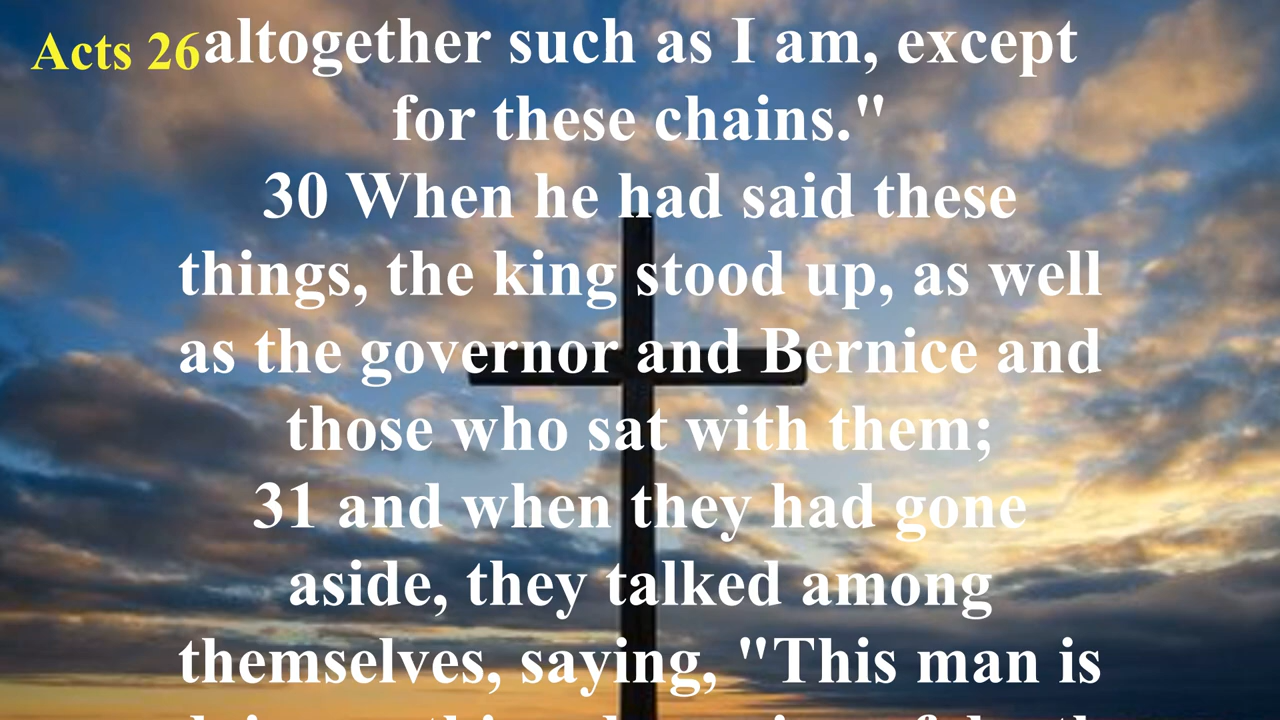 Acts 26
altogether such as I am, except
for these chains."
30 When he had said these
things, the king stood up, as well
as the governor and Bernice and
those who sat with them;
31 and when they had gone
aside, they talked among
themselves, saying, "This man is